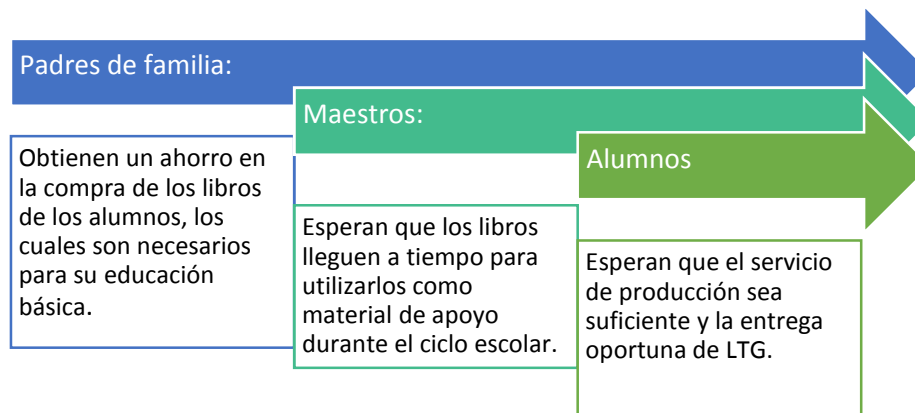 Padres de familia:
Obtienen un ahorro en
la compra de los libros
de los alumnos, los
cuales son necesarios
para su educación
básica.
Maestros:
Esperan que los libros
lleguen a tiempo para
utilizarlos como
material de apoyo
durante el ciclo escolar.
Alumnos
Esperan que el servicio
de producción sea
suficiente y la entrega
oportuna de LTG.